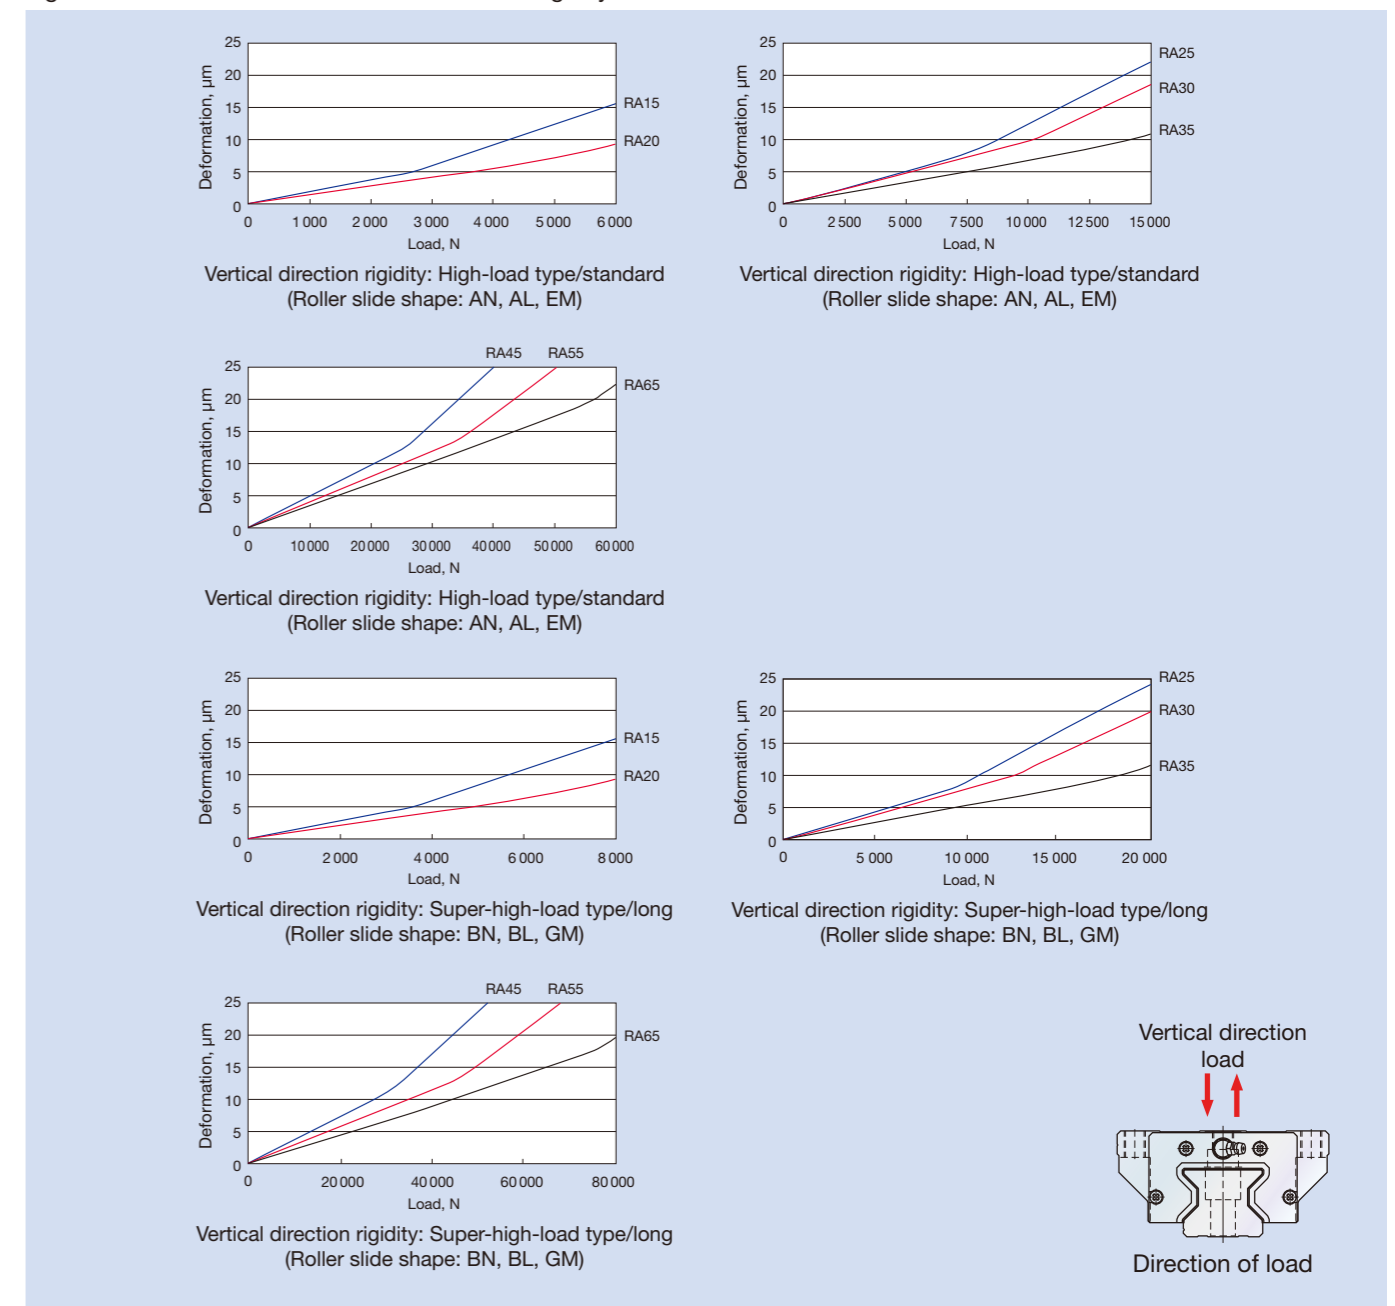 25
20
15
10
5
0
Deformation, μm
0 1 000 2 000 3 000 4 000 5 000 6 000
Load, N
RA15
RA20
Vertical direction rigidity: High-load type/standard
(Roller slide shape: AN, AL, EM)
25
20
15
10
5
0
Deformation, μm
0 2 500 5 000 7 500 10 000 12 500 15 000
Load, N
RA25
RA30
RA35
Vertical direction rigidity: High-load type/standard
(Roller slide shape: AN, AL, EM)
RA45 RA55
25
20
15
10
5
0
Deformation, μm
RA65
0 10 000 20 000 30 000 40 000 50 000 60 000
Load, N
Vertical direction rigidity: High-load type/standard
(Roller slide shape: AN, AL, EM)
25
20
15
10
5
0
Deformation, μm
RA15
RA20
0 2 000 4 000 6 000 8 000
Load, N
Vertical direction rigidity: Super-high-load type/long
(Roller slide shape: BN, BL, GM)
25
20
15
10
5
0
Deformation, μm
RA25
RA30
RA35
0 5 000 10 000 15 000 20 000
Load, N
Vertical direction rigidity: Super-high-load type/long
(Roller slide shape: BN, BL, GM)
RA45 RA55
25
20
15
10
5
0
Deformation, μm
RA65
0 20 000 40 000 60 000 80 000
Load, N
Vertical direction rigidity: Super-high-load type/long
(Roller slide shape: BN, BL, GM)
Vertical direction
load
Direction of load